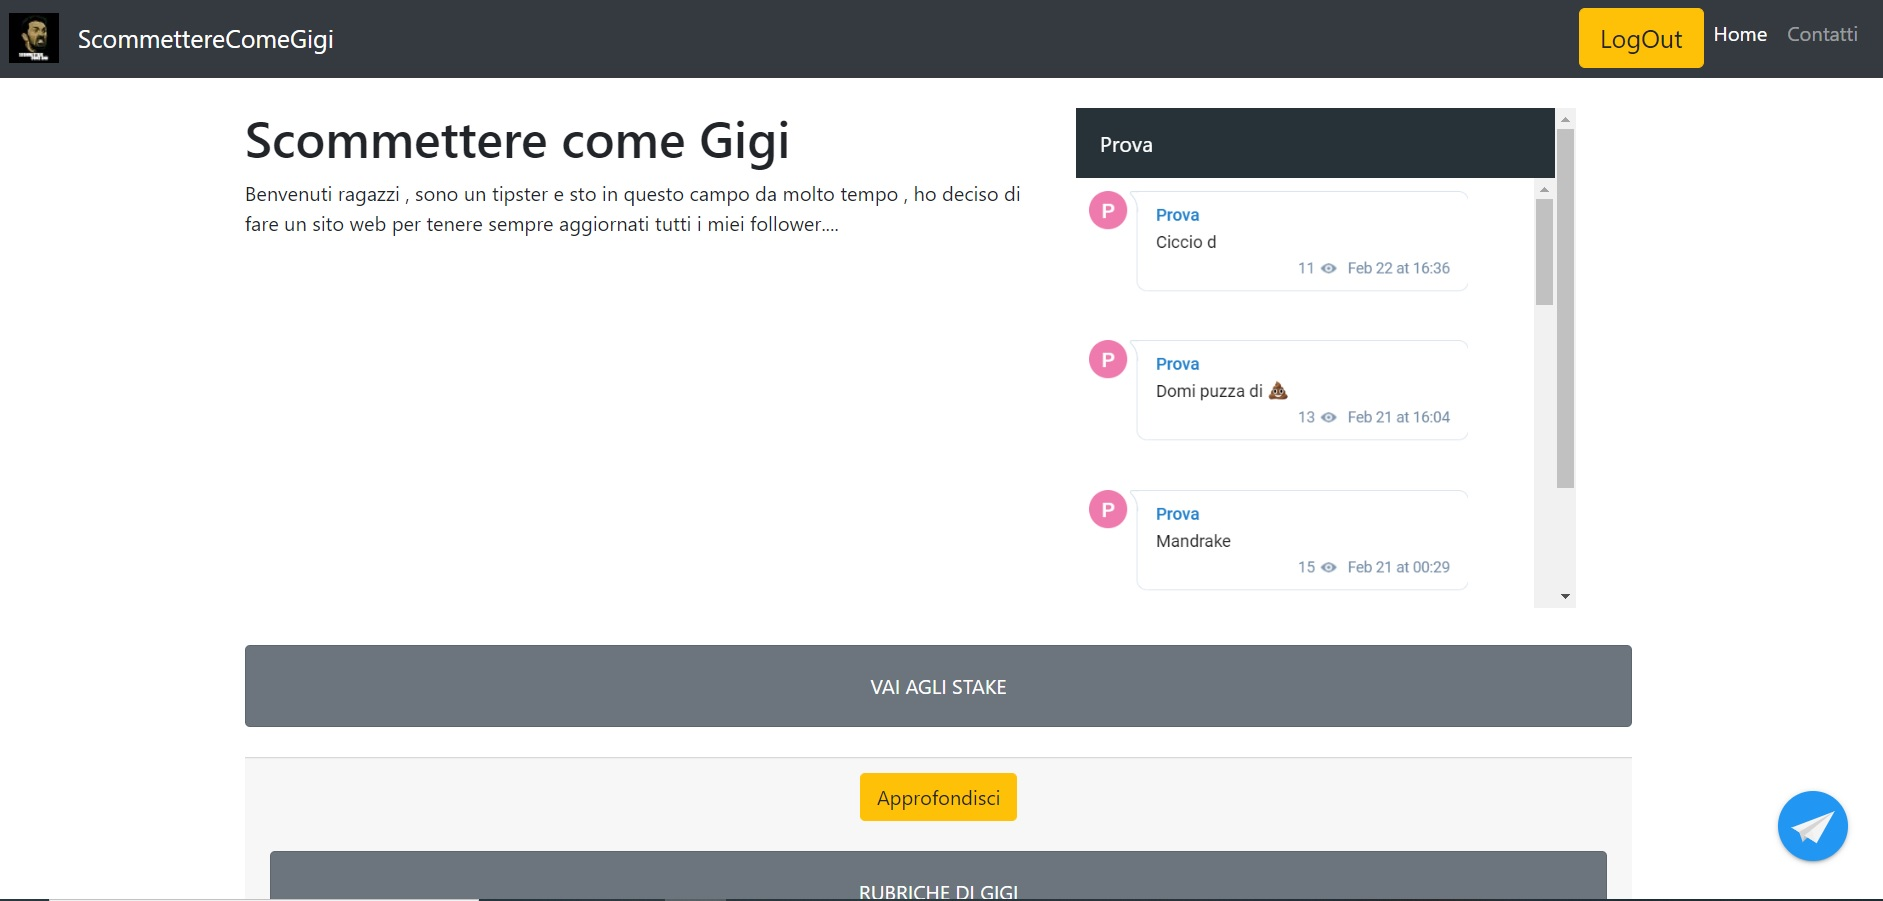 ScommettereComeGigi
LogOut
Home
Contatti
Scommettere come Gigi
Benvenuti ragazzi , sono un tipster e sto in questo campo da molto tempo , ho deciso di
fare un sito web per tenere sempre aggiornati tutti i miei follower....
Prova
P
Prova
Ciccio d
11 Feb 22 at 16:36
P
Prova
Domi puzza di 💩
13 Feb 21 at 16:04
P
Prova
Mandrake
15 Feb 21 at 00:29
VAI AGLI STAKE
Approfondisci
RUBRICHE DI GIGI